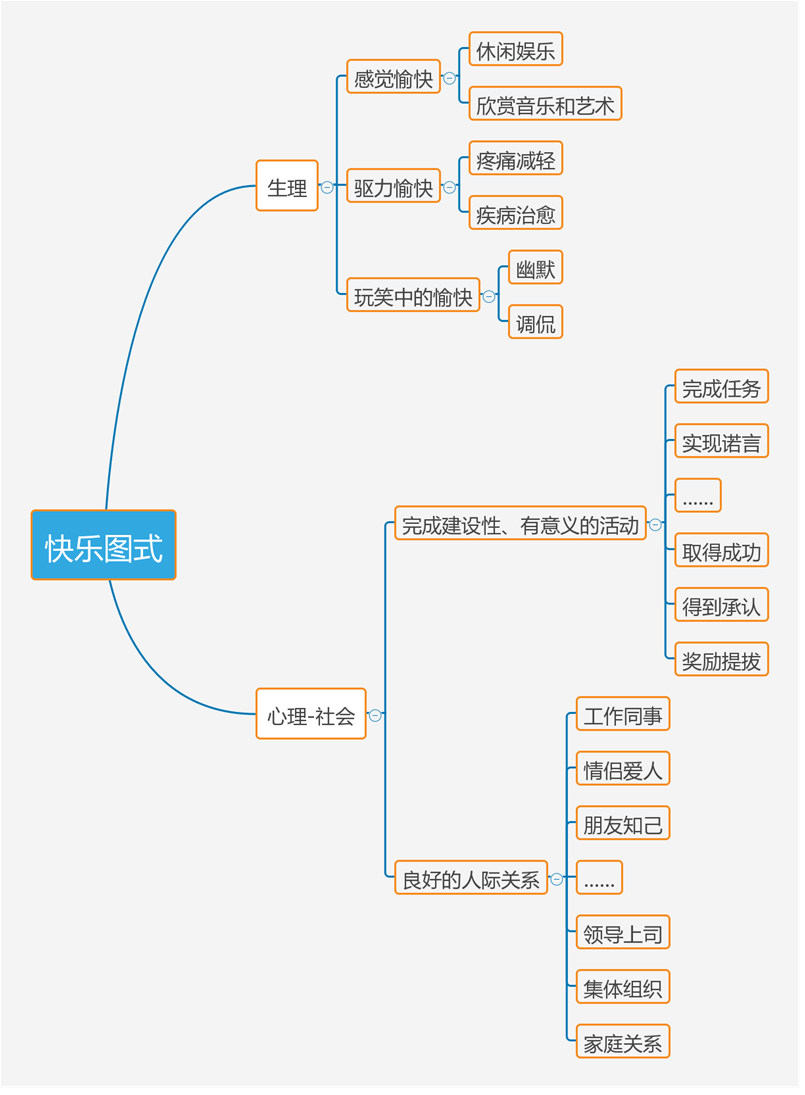 快乐图式
生理
感觉愉快
休闲娱乐
欣赏音乐和艺术
驱力愉快
疼痛减轻
疾病治愈
玩笑中的愉快
幽默
调侃
心理-社会
完成建设性、有意义的活动
完成任务
实现诺言
......
取得成功
得到承认
奖励提拔
良好的人际关系
工作同事
情侣爱人
朋友知己
......
领导上司
集体组织
家庭关系